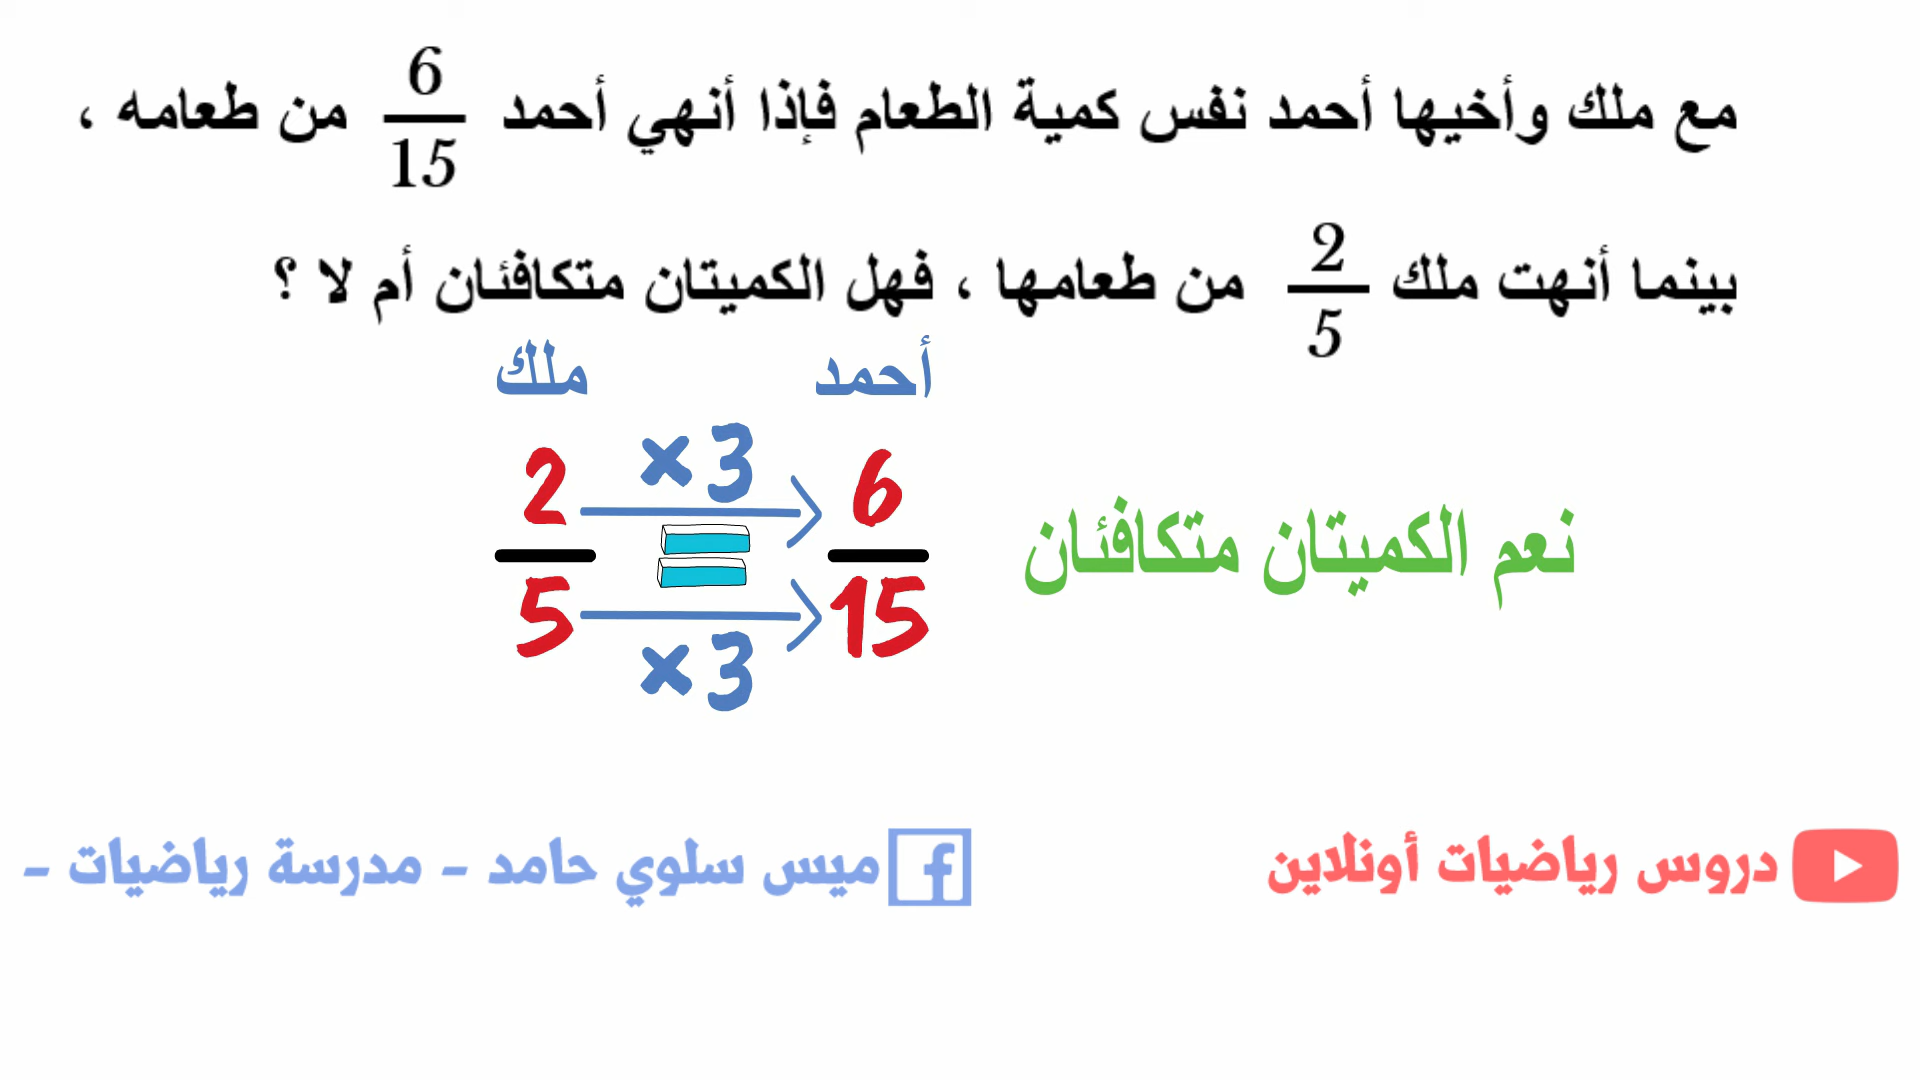 مع ملك وأخيها أحمد نفس كمية الطعام فإذا أنهي أحمد 6/15 من طعامه ،
بينما أنهت ملك 2/5 من طعامها ، فهل الكميتان متكافئان أم لا ؟
أحمد ملك
2 ×3 6
=
5 ×3 15
نعم الكميتان متكافئان
دروس رياضيات أونلاين
ميس سلوي حامد - مدرسة رياضيات -